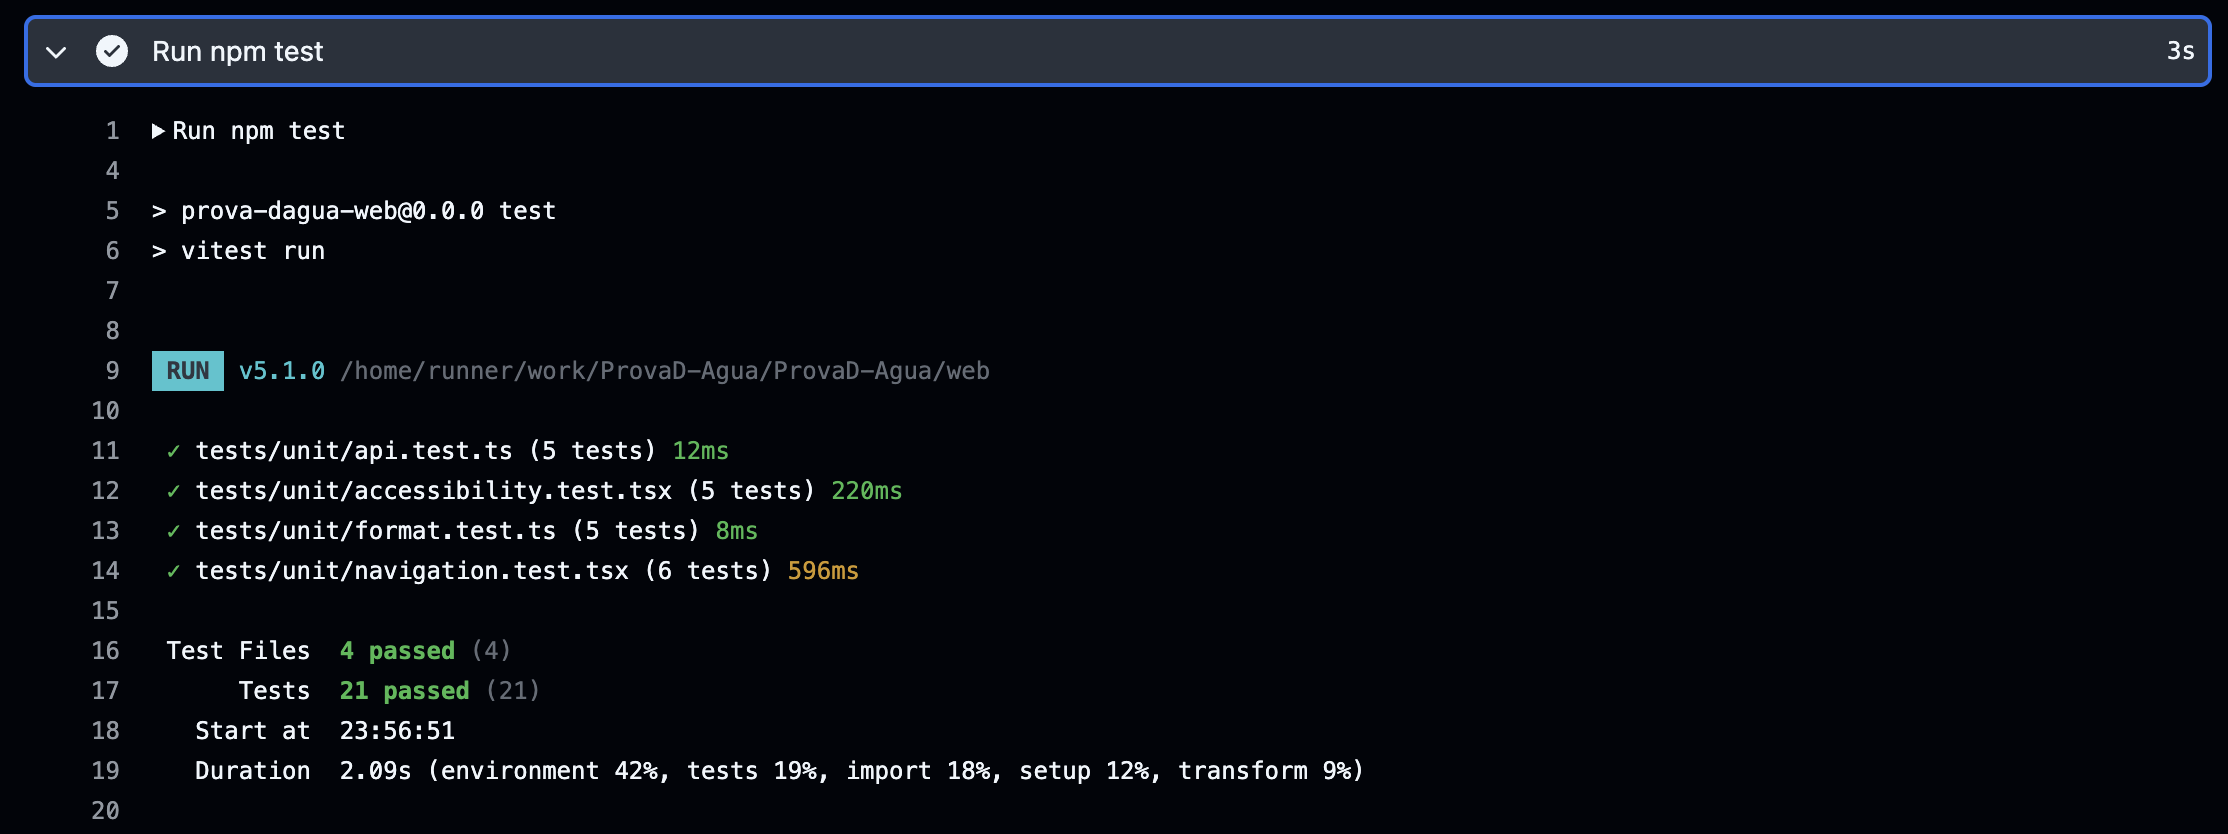 Run npm test 3s
1 Run npm test
4
5 > prova-dagua-web@0.0.0 test
6 > vitest run
7
8
9 RUN v5.1.0 /home/runner/work/ProvaD-Agua/ProvaD-Agua/web
10
11 ✓ tests/unit/api.test.ts (5 tests) 12ms
12 ✓ tests/unit/accessibility.test.tsx (5 tests) 220ms
13 ✓ tests/unit/format.test.ts (5 tests) 8ms
14 ✓ tests/unit/navigation.test.tsx (6 tests) 596ms
15
16 Test Files 4 passed (4)
17 Tests 21 passed (21)
18 Start at 23:56:51
19 Duration 2.09s (environment 42%, tests 19%, import 18%, setup 12%, transform 9%)
20